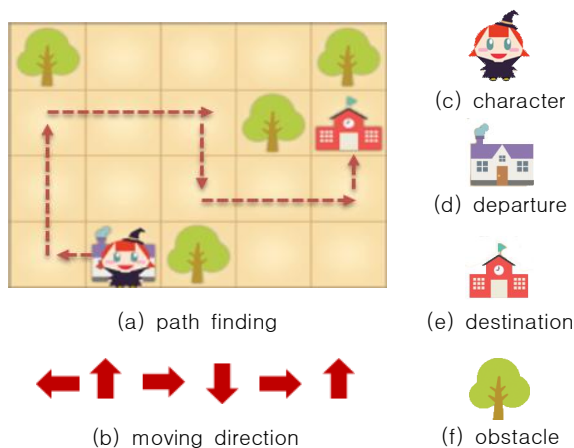 (c) character
(d) departure
(a) path finding
(e) destination
(b) moving direction
(f) obstacle